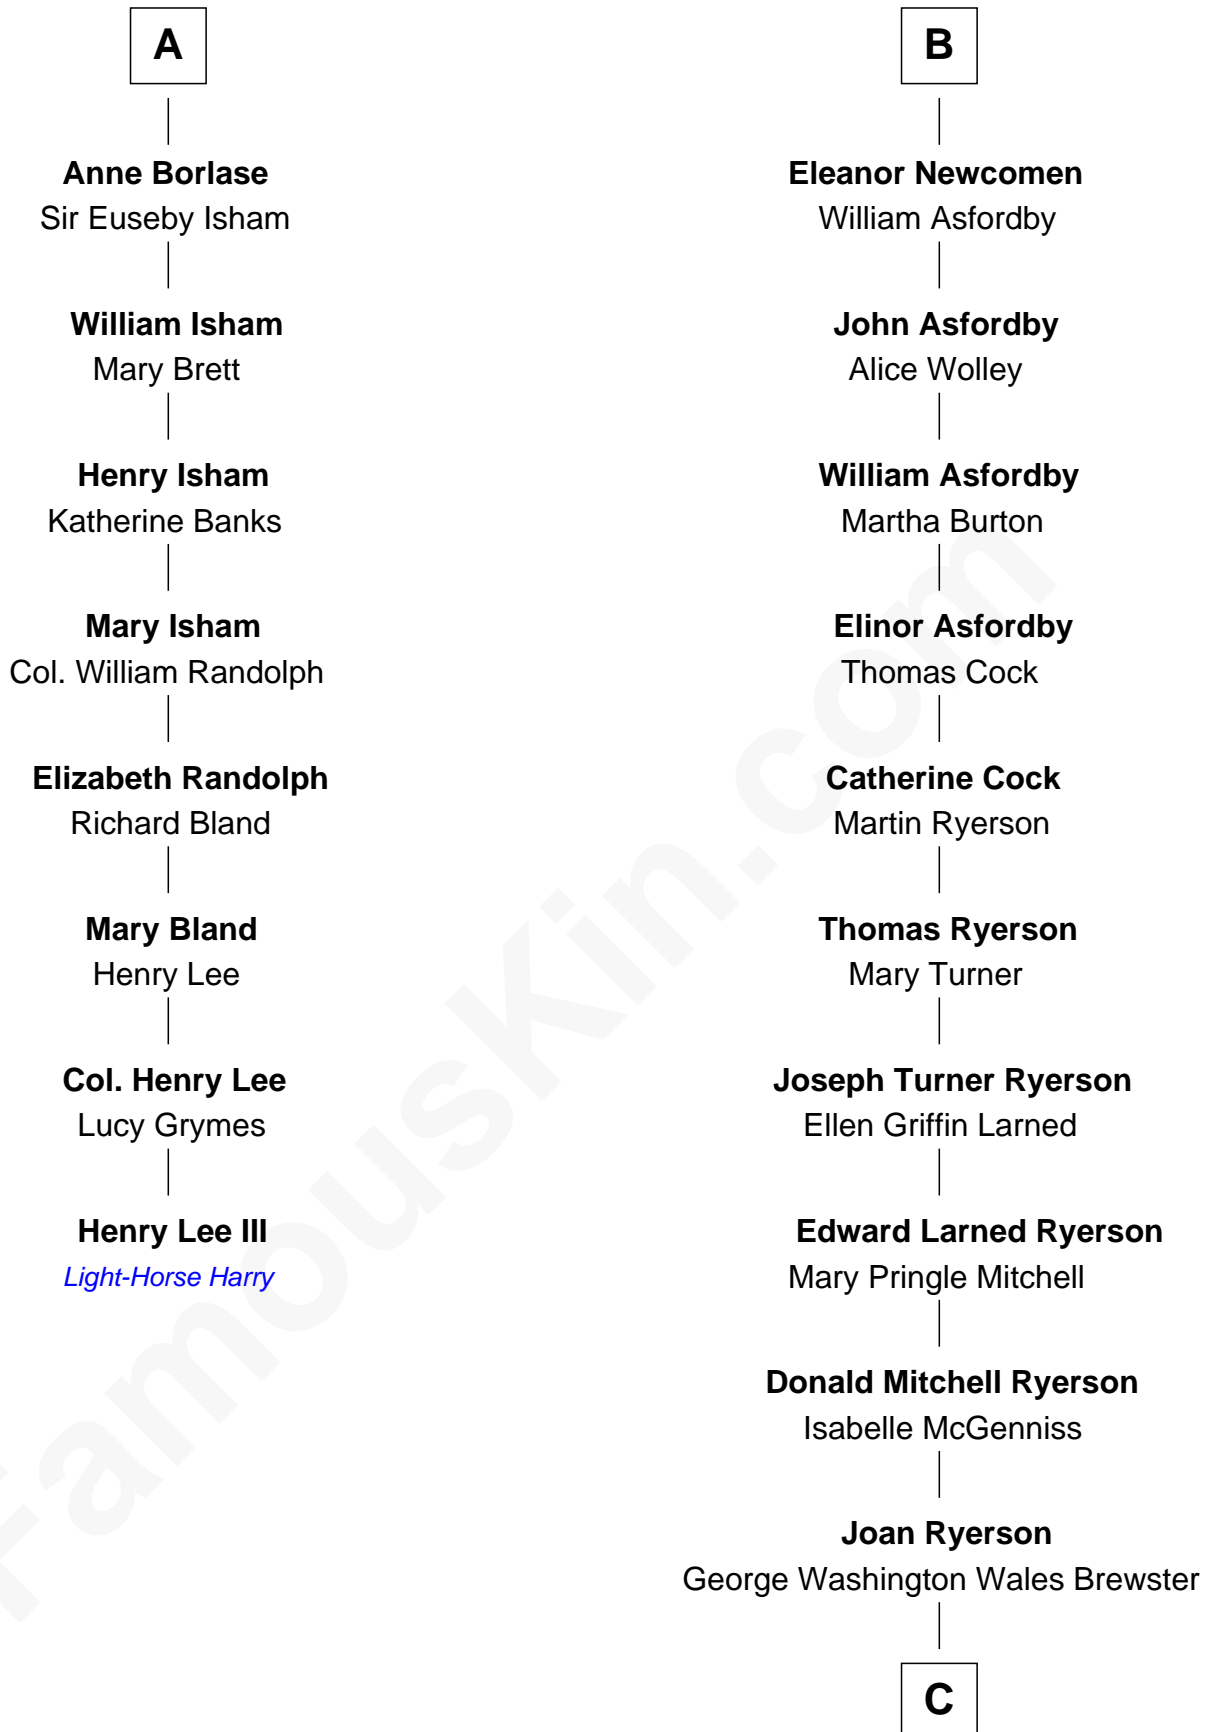 A
Anne Borlase
Sir Euseby Isham
William Isham
Mary Brett
Henry Isham
Katherine Banks
Mary Isham
Col. William Randolph
Elizabeth Randolph
Richard Bland
Mary Bland
Henry Lee
Col. Henry Lee
Lucy Grymes
Henry Lee III
Light-Horse Harry
B
Eleanor Newcomen
William Asfordby
John Asfordby
Alice Wolley
William Asfordby
Martha Burton
Elinor Asfordby
Thomas Cock
Catherine Cock
Martin Ryerson
Thomas Ryerson
Mary Turner
Joseph Turner Ryerson
Ellen Griffin Larned
Edward Larned Ryerson
Mary Pringle Mitchell
Donald Mitchell Ryerson
Isabelle McGenniss
Joan Ryerson
George Washington Wales Brewster
C
FamousKin.com